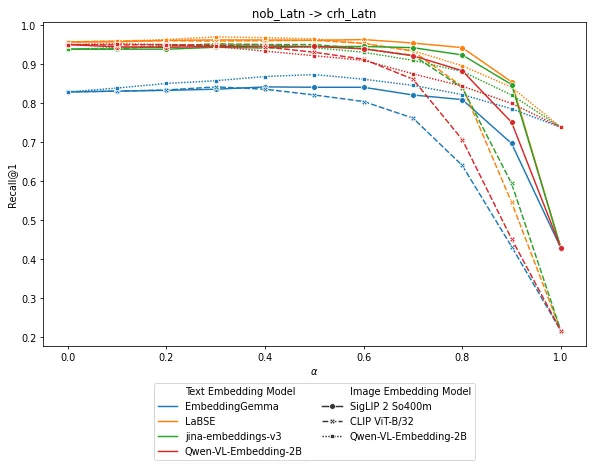 nob_Latn -> crh_Latn
Recall@1
1.0
0.9
0.8
0.7
0.6
0.5
0.4
0.3
0.2
0.0 0.2 0.4 0.6 0.8 1.0
α
Text Embedding Model Image Embedding Model
EmbeddingGemma SigLIP 2 So400m
LaBSE CLIP ViT-B/32
jina-embeddings-v3 Qwen-VL-Embedding-2B
Qwen-VL-Embedding-2B